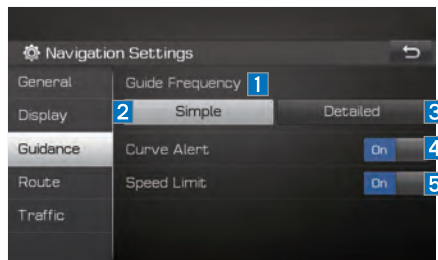 Navigation Settings
General
Guide Frequency 1
Display
2 Simple
Detailed 3
Guidance
Curve Alert
On 4
Route
Speed Limit
On 5
Traffic